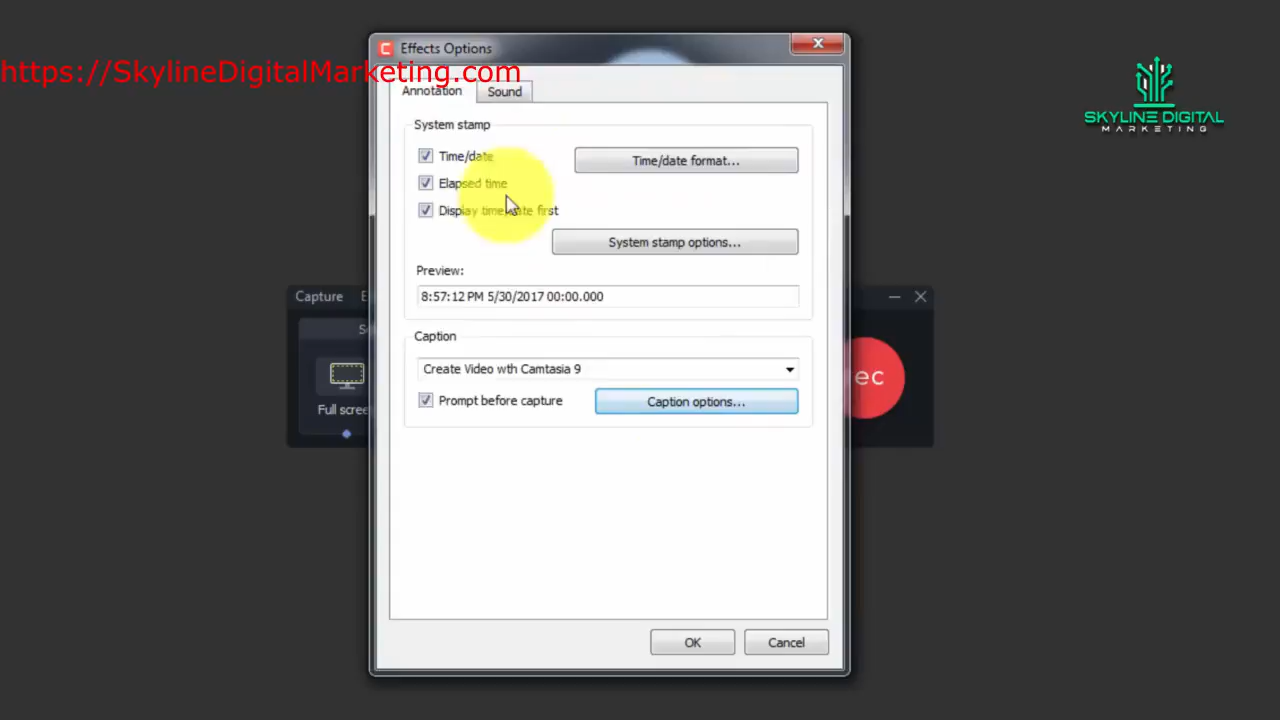 Effects Options
https://SkylineDigitalMarketing.com
SKYLINE DIGITAL
MARKETING
Annotation
Sound
System stamp
Time/date
Time/date format...
Elapsed time
Display time/date first
System stamp options...
Preview:
8:57:12 PM 5/30/2017 00:00.000
Capture
Caption
Create Video wth Camtasia 9
Prompt before capture
Caption options...
ec
Full scree
OK
Cancel